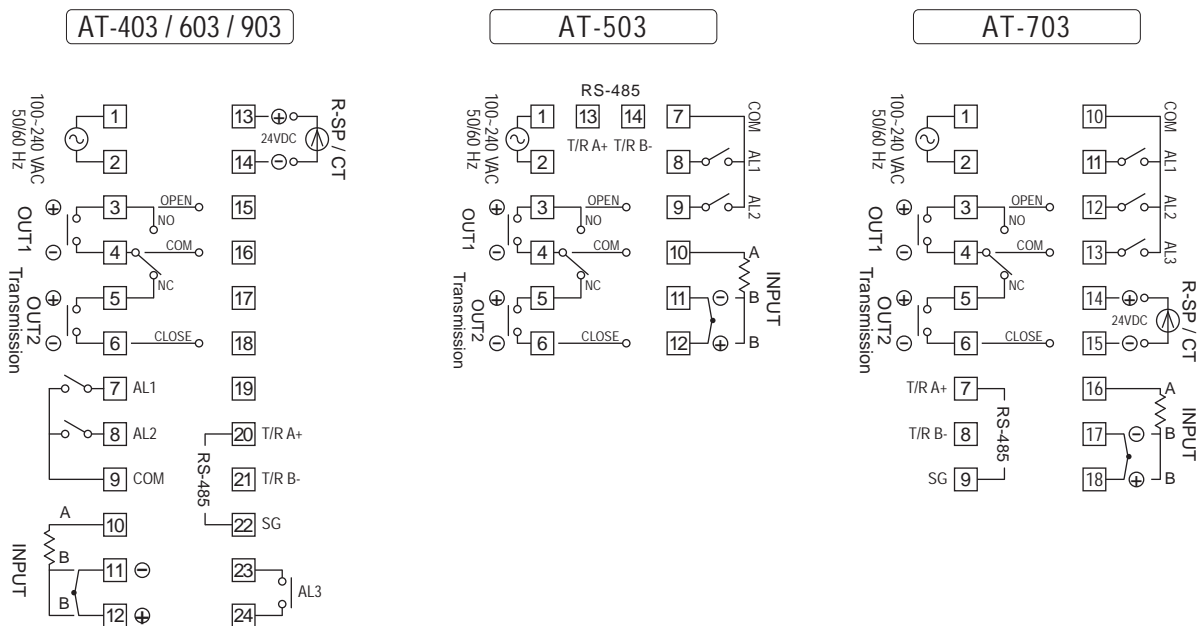 AT-403 / 603 / 903
100~240 VAC
50/60 Hz
1
2
13
24VDC
14
R-SP / CT
OUT1
3
OPEN
NO
4
COM
15
16
OUT2
Transmission
5
NC
6
CLOSE
17
18
7 AL1
8 AL2
9 COM
19
RS-485
20 T/R A+
21 T/R B-
22 SG
INPUT
A
10
B
11
B
12
23
AL3
24
AT-503
100~240 VAC
50/60 Hz
1
2
RS-485
13 14
T/R A+ T/R B-
7
COM
8
AL1
9
AL2
OUT1
3
OPEN
NO
4
COM
OUT2
Transmission
5
NC
6
CLOSE
10
A
11
B
12
B
INPUT
AT-703
100~240 VAC
50/60 Hz
1
2
10
COM
11
AL1
12
AL2
13
AL3
OUT1
3
OPEN
NO
4
COM
OUT2
Transmission
5
NC
6
CLOSE
14
24VDC
15
R-SP / CT
T/R A+ 7
T/R B- 8
SG 9
RS-485
16
A
17
B
18
B
INPUT